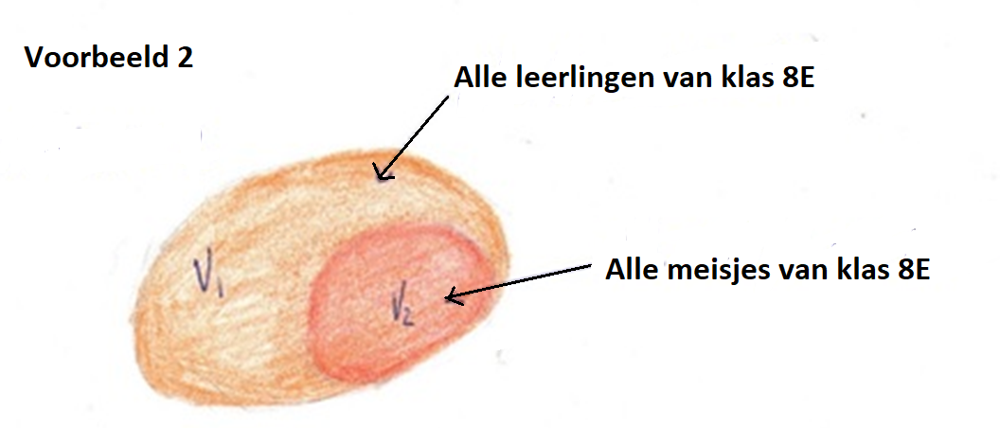 Voorbeeld 2
Alle leerlingen van klas 8E
V₁
Alle meisjes van klas 8E
V₂